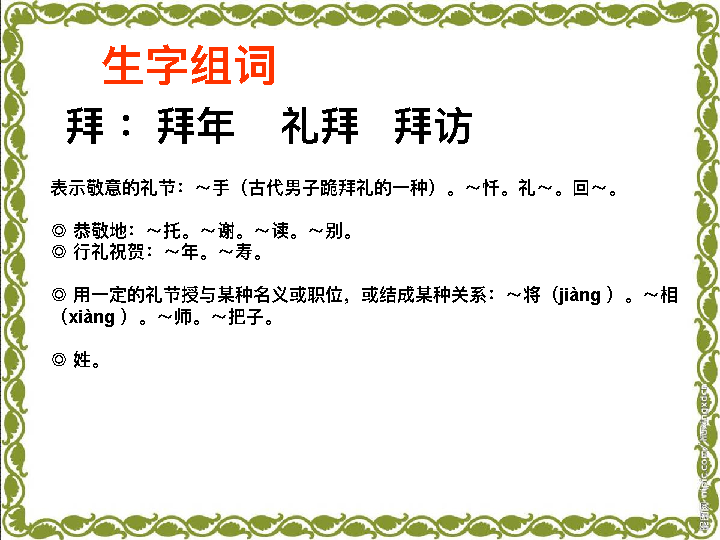 生字组词
拜：拜年 礼拜 拜访
表示敬意的礼节：～手（古代男子跪拜礼的一种）。～忏。礼～。回～。
◎ 恭敬地：～托。～谢。～读。～别。
◎ 行礼祝贺：～年。～寿。
◎ 用一定的礼节授与某种名义或职位，或结成某种关系：～将（jiàng ）。～相
（xiàng ）。～师。～把子。
◎ 姓。